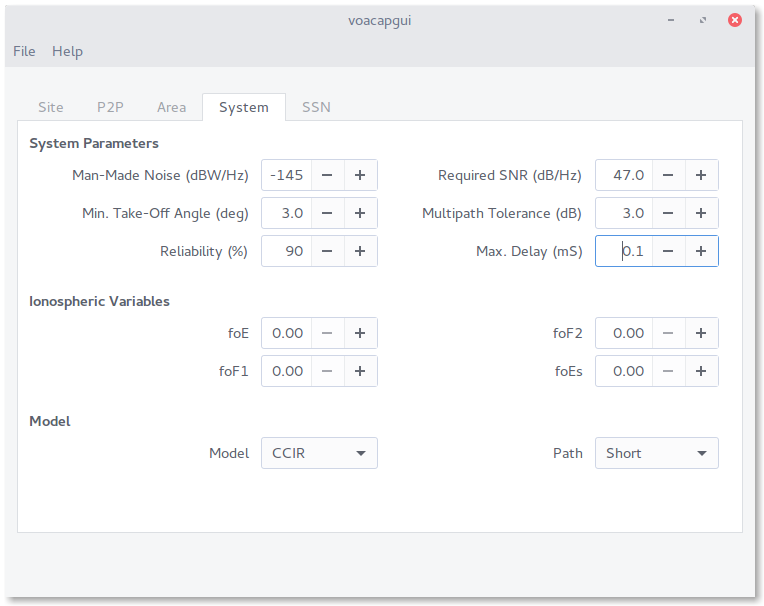 voacapgui
File Help
Site P2P Area System SSN
System Parameters
Man-Made Noise (dBW/Hz) -145 − + Required SNR (dB/Hz) 47.0 − +
Min. Take-Off Angle (deg) 3.0 − + Multipath Tolerance (dB) 3.0 − +
Reliability (%) 90 − + Max. Delay (mS) 0.1 − +
Ionospheric Variables
foE 0.00 − + foF2 0.00 − +
foF1 0.00 − + foEs 0.00 − +
Model
Model CCIR Path Short